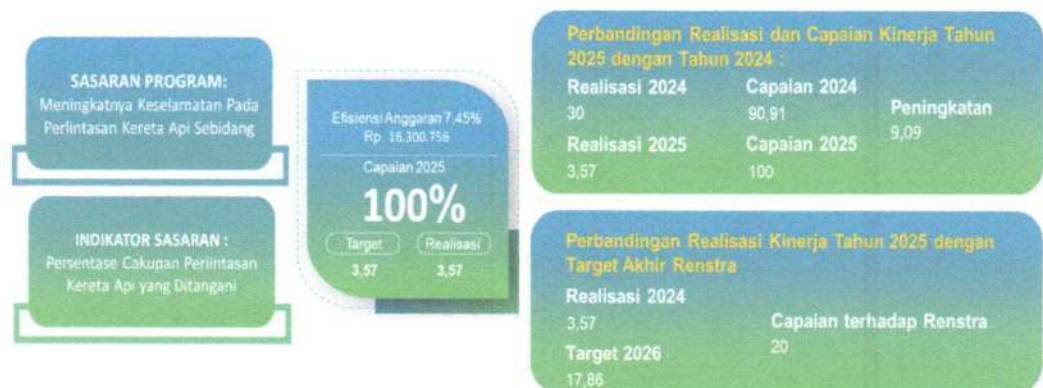 SASARAN PROGRAM:
Meningkatnya Keselamatan Pada
Perlintasan Kereta Api Sebidang
INDIKATOR SASARAN :
Persentase Cakupan Perlintasan
Kereta Api yang Ditangani
Efisiensi Anggaran 7,45%
Rp. 16.300.756
Capaian 2025
100%
Target Realisasi
3,57 3,57
Perbandingan Realisasi dan Capaian Kinerja Tahun
2025 dengan Tahun 2024 :
Realisasi 2024 Capaian 2024
30 90,91
Peningkatan
9,09
Realisasi 2025 Capaian 2025
3,57 100
Perbandingan Realisasi Kinerja Tahun 2025 dengan
Target Akhir Renstra
Realisasi 2024
3,57
Capaian terhadap Renstra
20
Target 2026
17,86